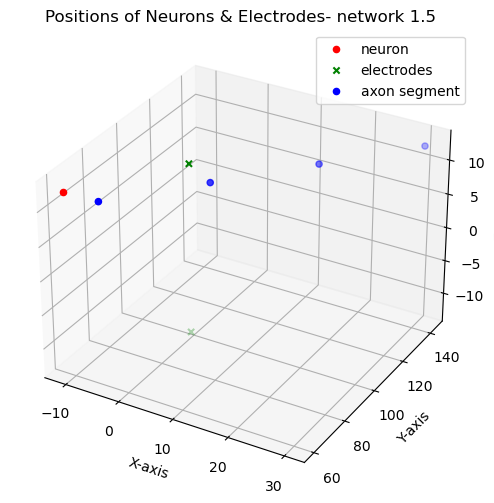 Positions of Neurons & Electrodes- network 1.5
neuron
electrodes
axon segment
10
5
0
−5
−10
140
120
100
80
60
Y-axis
−10
0
10
20
30
X-axis